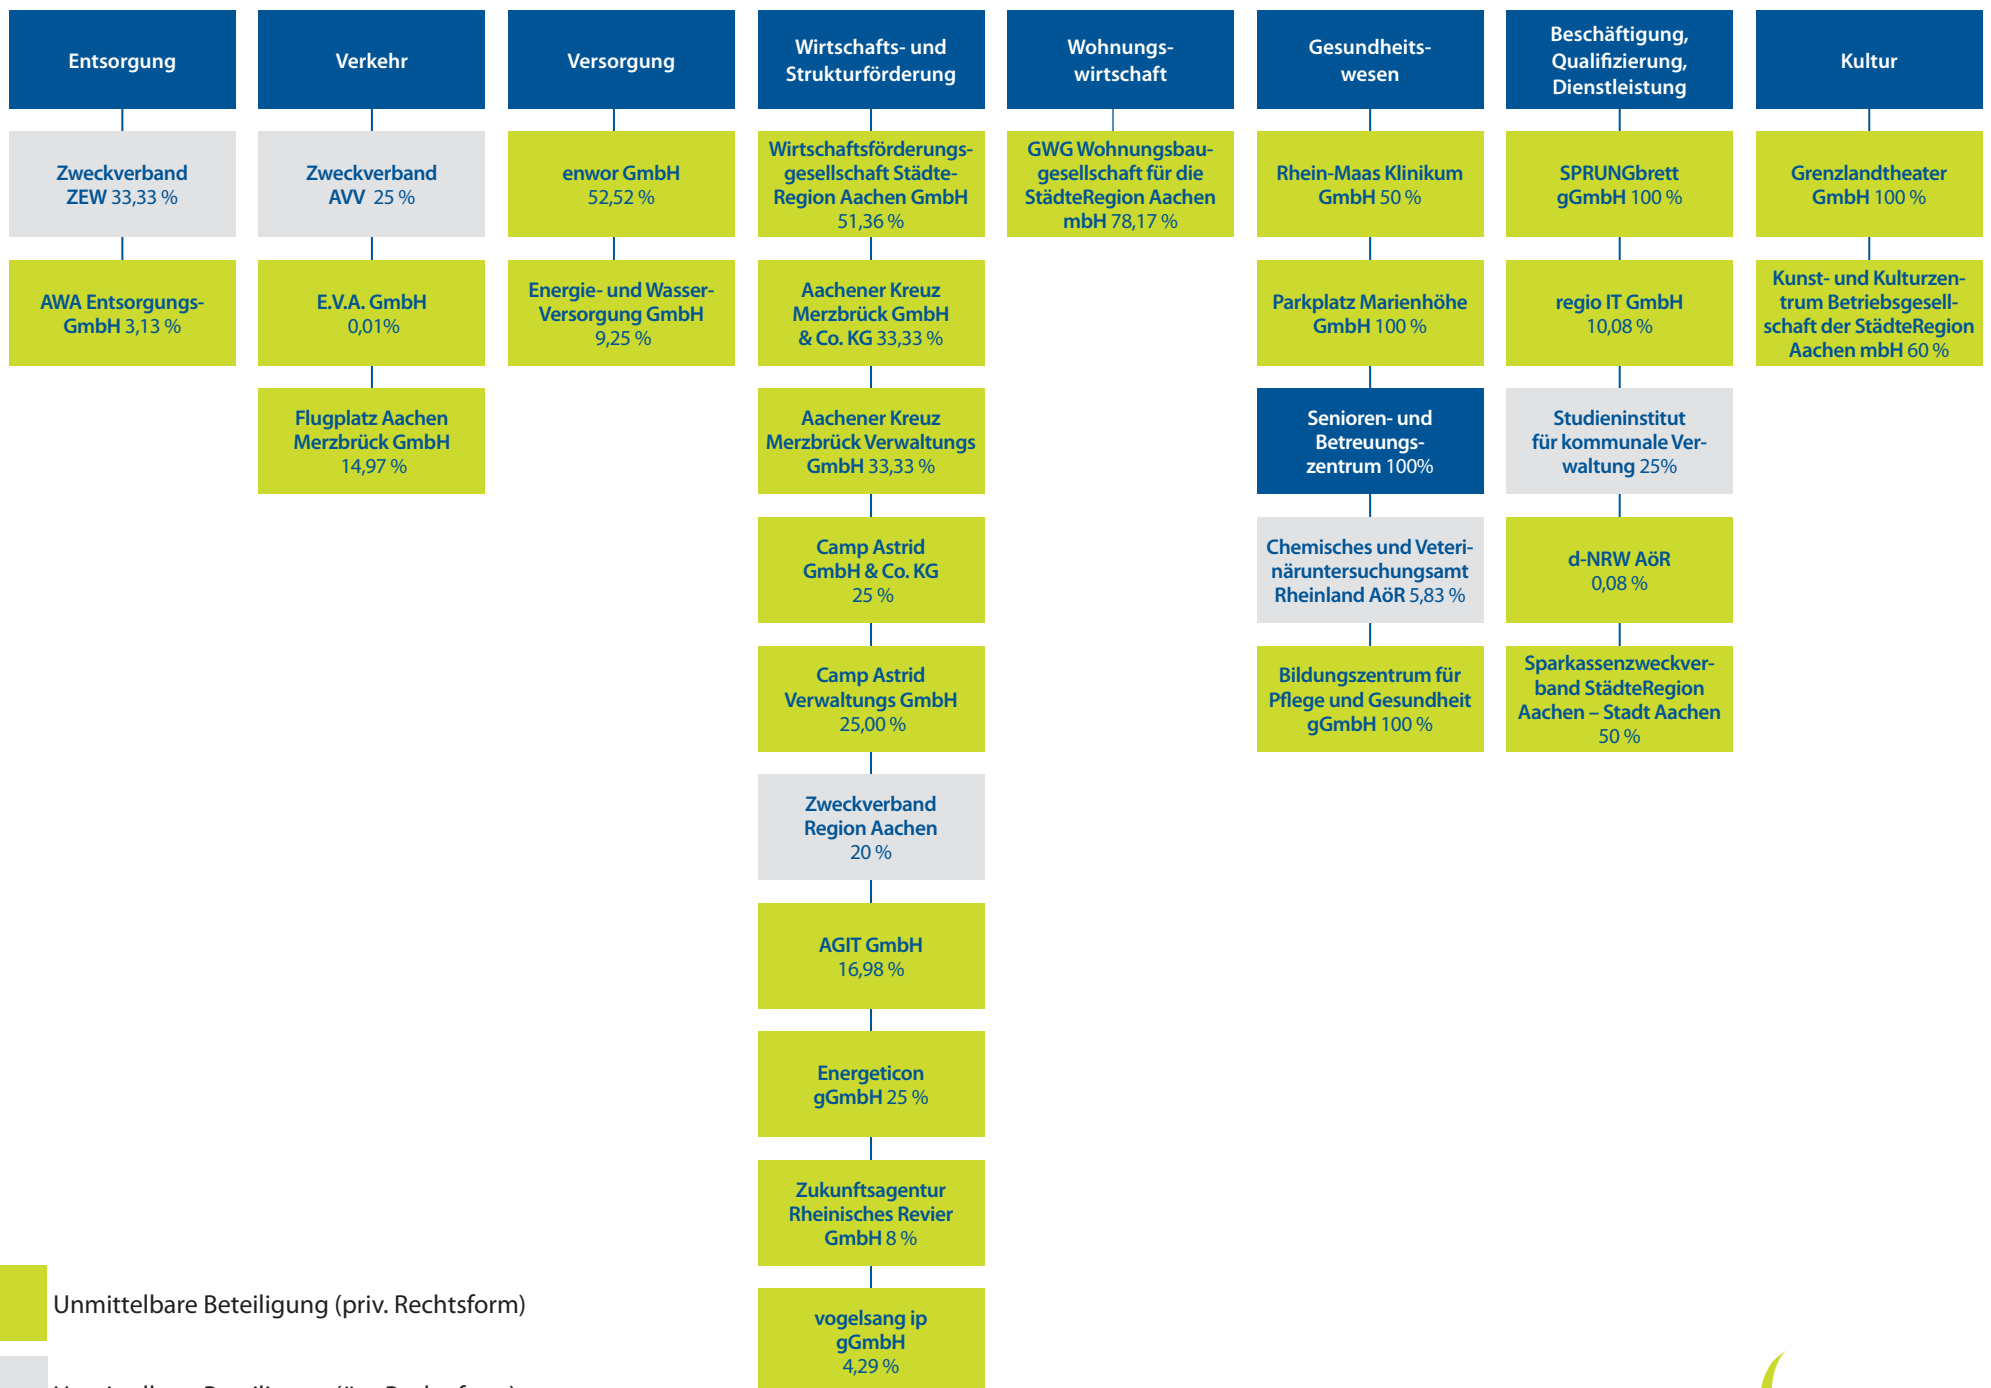 Entsorgung
Zweckverband
ZEW 33,33 %
AWA Entsorgungs-
GmbH 3,13 %
Verkehr
Zweckverband
AVV 25 %
E.V.A. GmbH
0,01%
Flugplatz Aachen
Merzbrück GmbH
14,97 %
Versorgung
enwor GmbH
52,52 %
Energie- und Wasser-
Versorgung GmbH
9,25 %
Wirtschafts- und
Strukturförderung
Wirtschaftsförderungs-
gesellschaft Städte-
Region Aachen GmbH
51,36 %
Aachener Kreuz
Merzbrück GmbH
& Co. KG 33,33 %
Aachener Kreuz
Merzbrück Verwaltungs
GmbH 33,33 %
Camp Astrid
GmbH & Co. KG
25 %
Camp Astrid
Verwaltungs GmbH
25,00 %
Zweckverband
Region Aachen
20 %
AGIT GmbH
16,98 %
Energeticon
gGmbH 25 %
Zukunftsagentur
Rheinisches Revier
GmbH 8 %
vogelsang ip
gGmbH
4,29 %
Wohnungs-
wirtschaft
GWG Wohnungsbau-
gesellschaft für die
StädteRegion Aachen
mbH 78,17 %
Gesundheits-
wesen
Rhein-Maas Klinikum
GmbH 50 %
Parkplatz Marienhöhe
GmbH 100 %
Senioren- und
Betreuungs-
zentrum 100%
Chemisches und Veteri-
näruntersuchungsamt
Rheinland AöR 5,83 %
Bildungszentrum für
Pflege und Gesundheit
gGmbH 100 %
Beschäftigung,
Qualifizierung,
Dienstleistung
SPRUNGbrett
gGmbH 100 %
regio IT GmbH
10,08 %
Studieninstitut
für kommunale Ver-
waltung 25%
d-NRW AöR
0,08 %
Sparkassenzweckver-
band StädteRegion
Aachen – Stadt Aachen
50 %
Kultur
Grenzlandtheater
GmbH 100 %
Kunst- und Kulturzen-
trum Betriebsgesell-
schaft der StädteRegion
Aachen mbH 60 %
Unmittelbare Beteiligung (priv. Rechtsform)